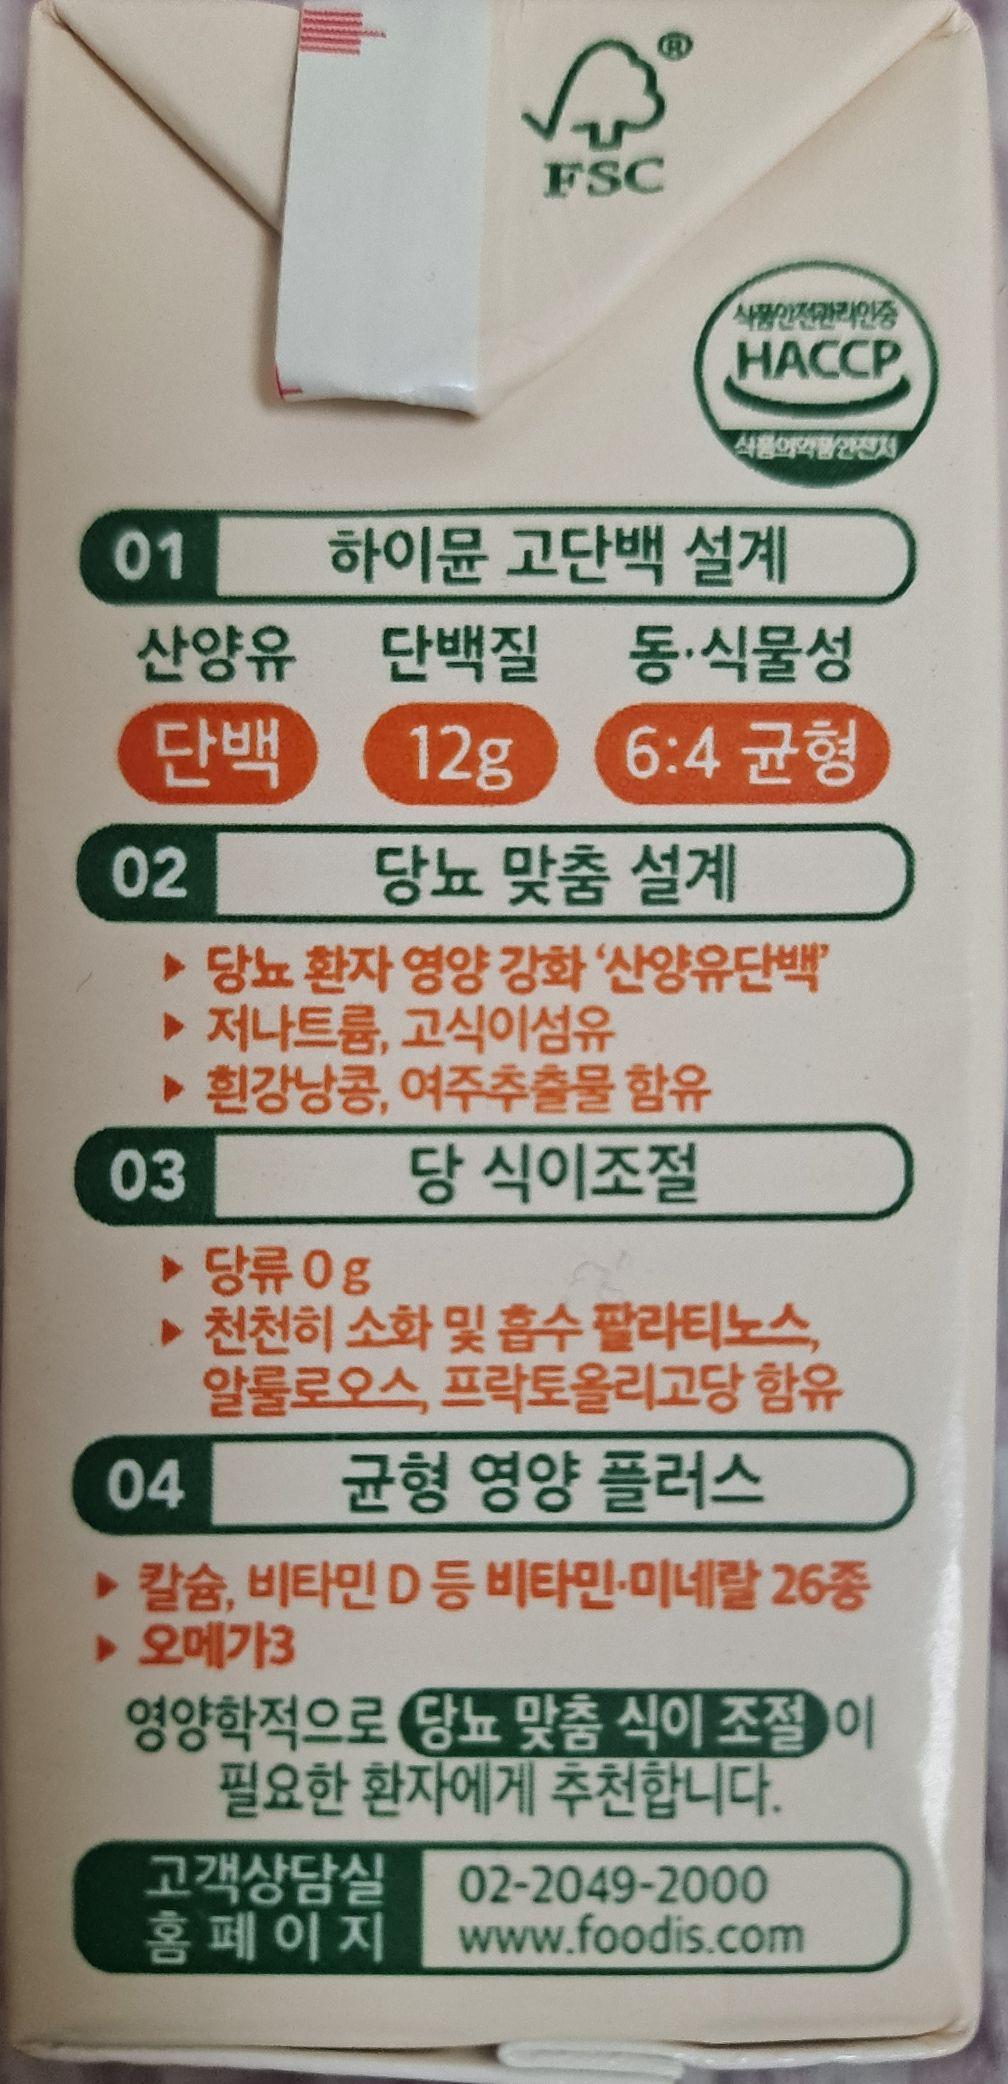 FSC
®
식품안전관리인증
HACCP
식품의약품안전처
01 하이뮨 고단백 설계
산양유 단백질 동·식물성
단백 12g 6:4 균형
02 당뇨 맞춤 설계
▶ 당뇨 환자 영양 강화 ‘산양유단백’
▶ 저나트륨, 고식이섬유
▶ 흰강낭콩, 여주추출물 함유
03 당 식이조절
▶ 당류 0 g
▶ 천천히 소화 및 흡수 팔라티노스,
알룰로오스, 프락토올리고당 함유
04 균형 영양 플러스
▶ 칼슘, 비타민 D 등 비타민·미네랄 26종
▶ 오메가3
영양학적으로 당뇨 맞춤 식이 조절이
필요한 환자에게 추천합니다.
고객상담실 02-2049-2000
홈페이지 www.foodis.com